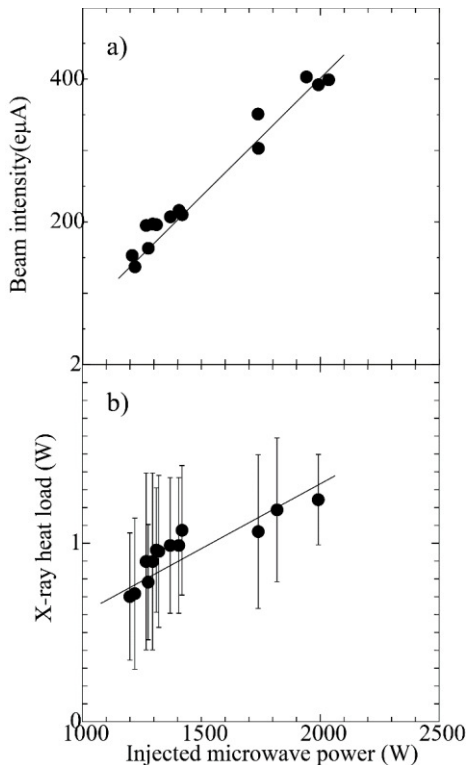 a)
400
200
Beam intensity(eμA)
2
b)
1
0
X-ray heat load (W)
1000 1500 2000 2500
Injected microwave power (W)